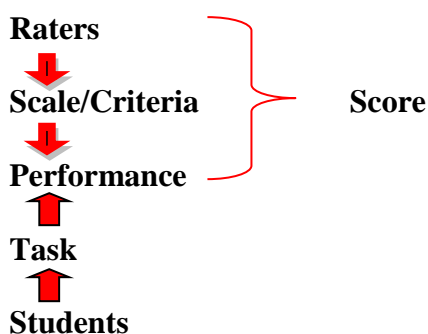 Raters
Scale/Criteria Score
Performance
Task
Students